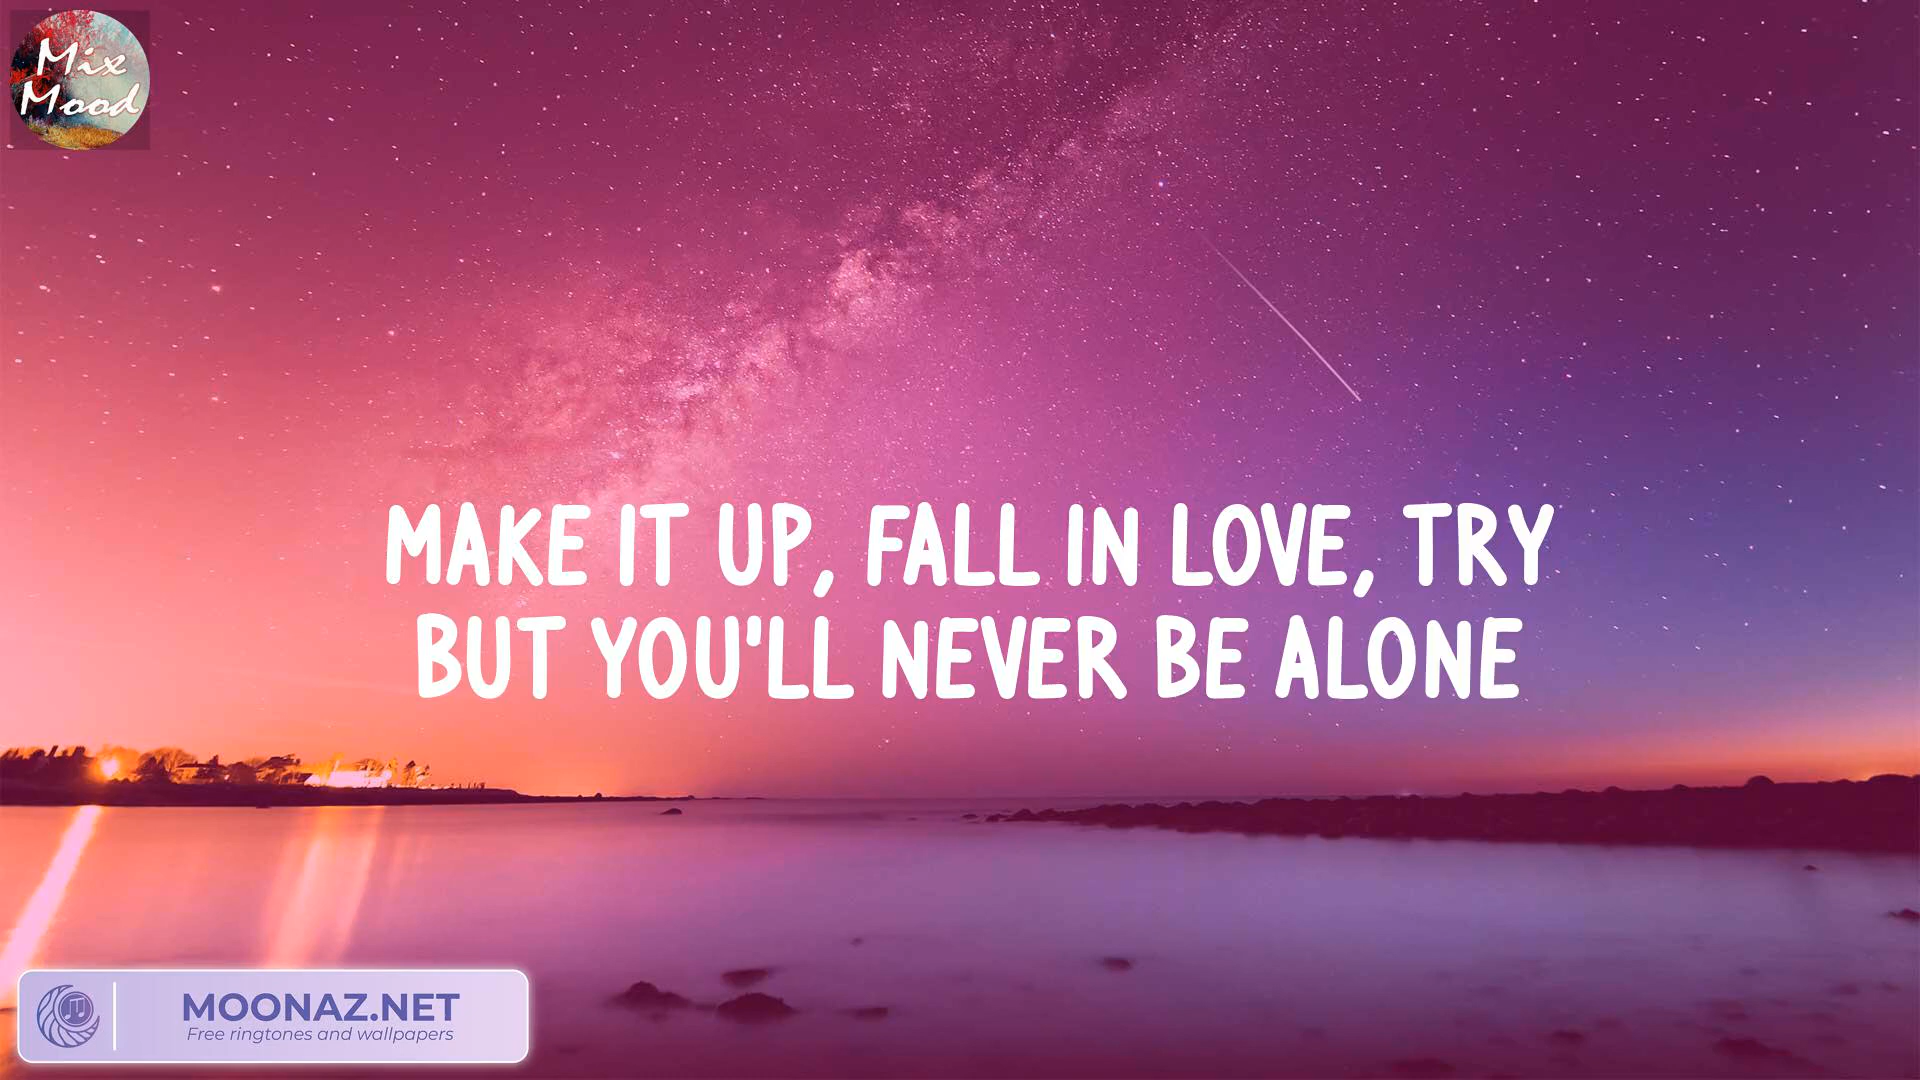 Mix
Mood
MAKE IT UP, FALL IN LOVE, TRY
BUT YOU'LL NEVER BE ALONE
MOONAZ.NET
Free ringtones and wallpapers